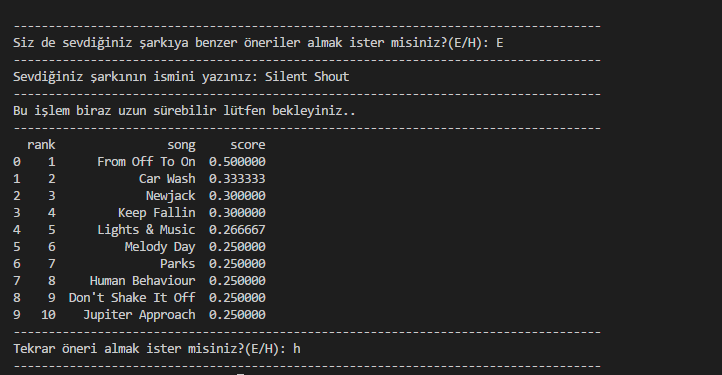 ------------------------------------------------------------------------------------
Siz de sevdiğiniz şarkıya benzer öneriler almak ister misiniz?(E/H): E
------------------------------------------------------------------------------------
Sevdiğiniz şarkının ismini yazınız: Silent Shout
------------------------------------------------------------------------------------
Bu işlem biraz uzun sürebilir lütfen bekleyiniz..
------------------------------------------------------------------------------------
  rank                song     score
0    1      From Off To On  0.500000
1    2            Car Wash  0.333333
2    3             Newjack  0.300000
3    4         Keep Fallin  0.300000
4    5      Lights & Music  0.266667
5    6          Melody Day  0.250000
6    7               Parks  0.250000
7    8     Human Behaviour  0.250000
8    9  Don't Shake It Off  0.250000
9   10    Jupiter Approach  0.250000
------------------------------------------------------------------------------------
Tekrar öneri almak ister misiniz?(E/H): h
------------------------------------------------------------------------------------